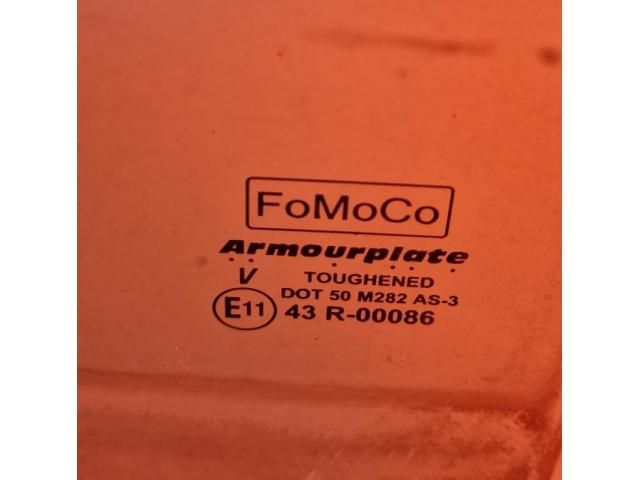 FoMoCo
Armourplate
V TOUGHENED
DOT 50 M282 AS-3
E11 43 R-00086